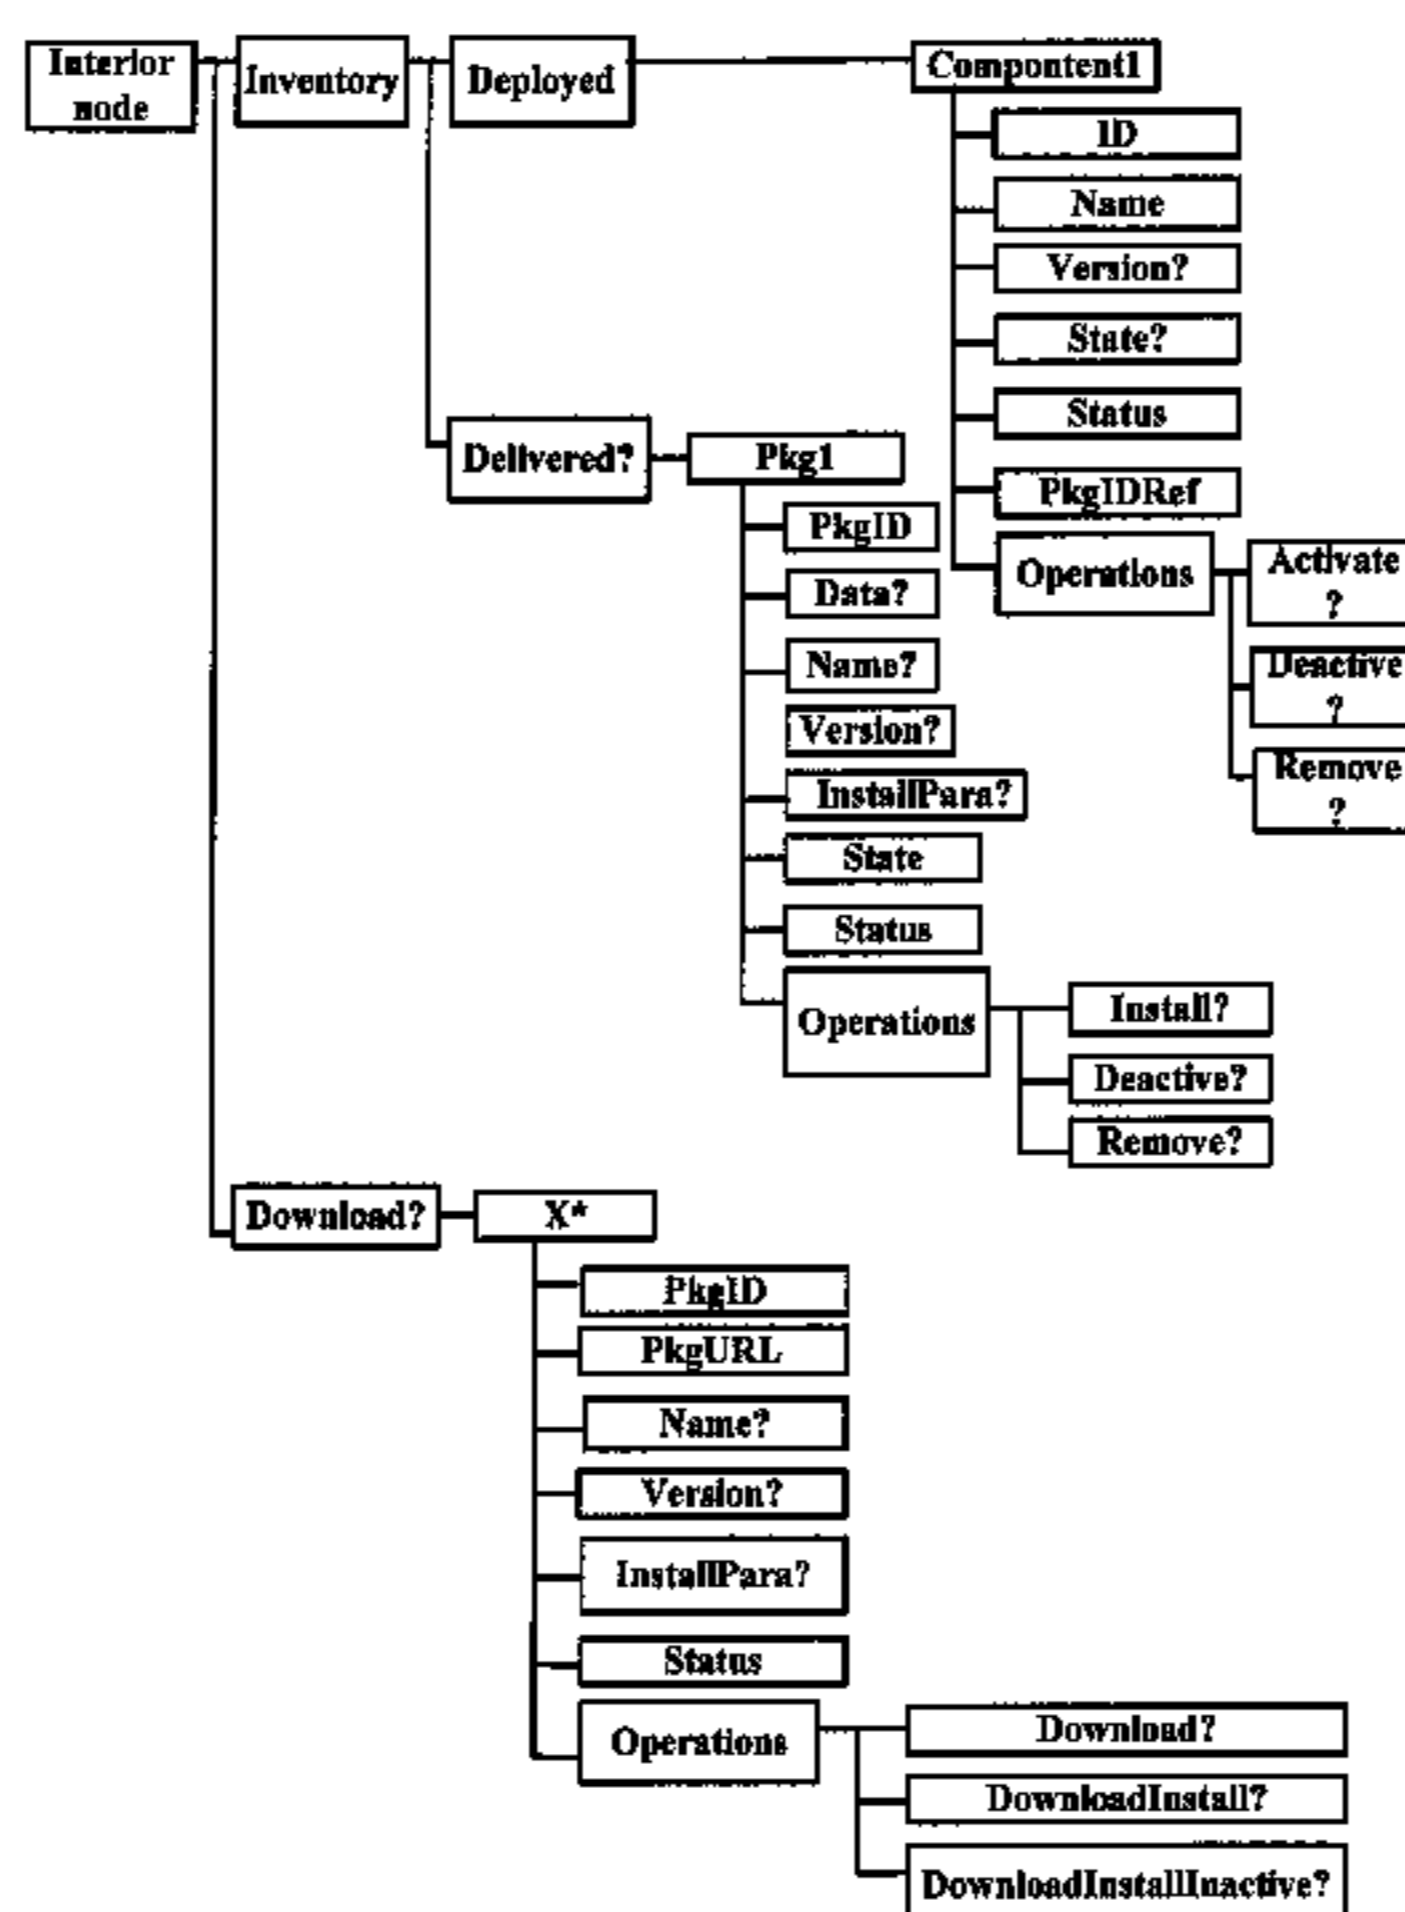 Interior
node
Inventory
Deployed
Compontent1
ID
Name
Version?
State?
Status
PkgIDRef
Operations
Activate
?
Deactive
?
Remove
?
Delivered?
Pkg1
PkgID
Data?
Name?
Version?
InstallPara?
State
Status
Operations
Install?
Deactive?
Remove?
Download?
X*
PkgID
PkgURL
Name?
Version?
InstallPara?
Status
Operations
Download?
DownloadInstall?
DownloadInstallInactive?